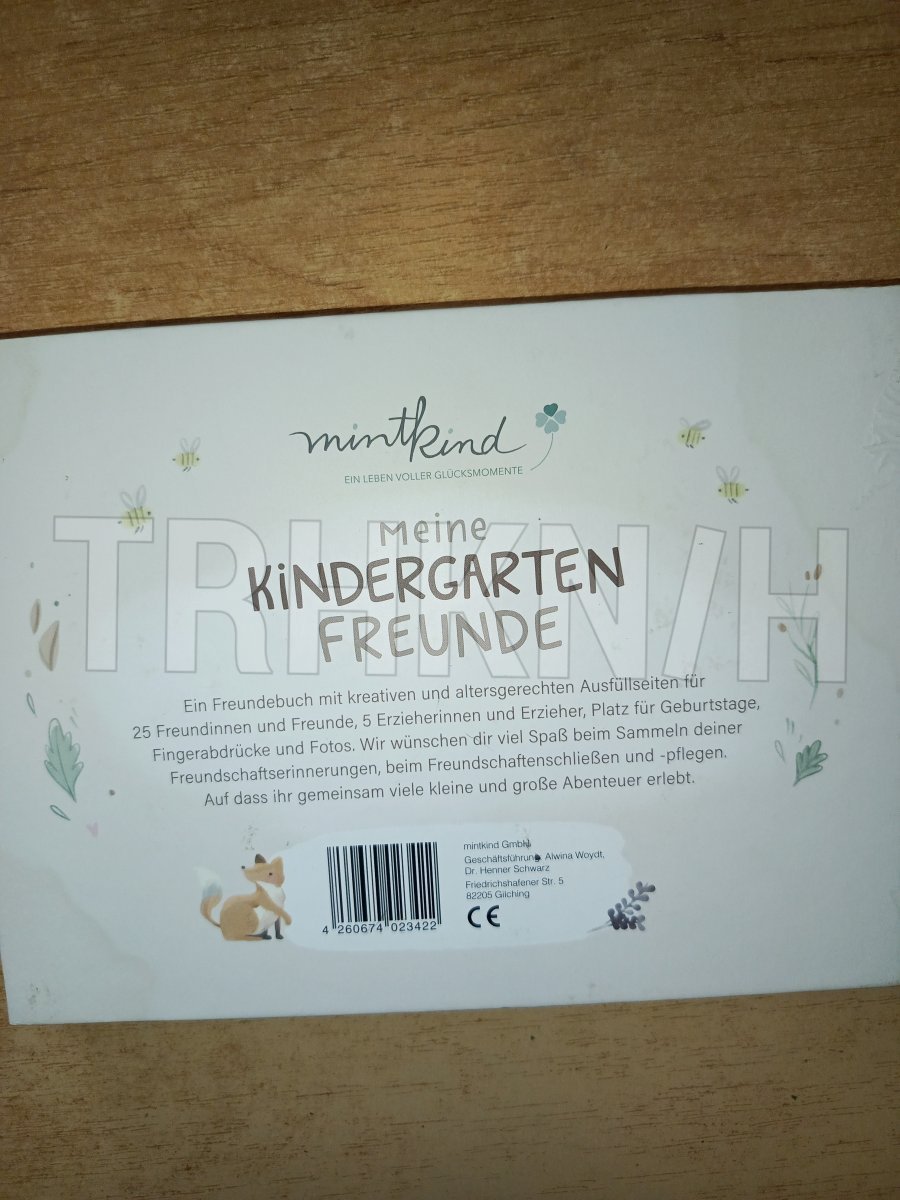 mintkind
EIN LEBEN VOLLER GLÜCKSMOMENTE
Meine
KINDERGARTEN
FREUNDE
TRHKN/H
Ein Freundebuch mit kreativen und altersgerechten Ausfüllseiten für
25 Freundinnen und Freunde, 5 Erzieherinnen und Erzieher, Platz für Geburtstage,
Fingerabdrücke und Fotos. Wir wünschen dir viel Spaß beim Sammeln deiner
Freundschaftserinnerungen, beim Freundschaftenschließen und -pflegen.
Auf dass ihr gemeinsam viele kleine und große Abenteuer erlebt.
mintkind GmbH
Geschäftsführung: Alwina Woydt,
Dr. Henner Schwarz
Friedrichshafener Str. 5
82205 Gilching
CE
4 260674 023422